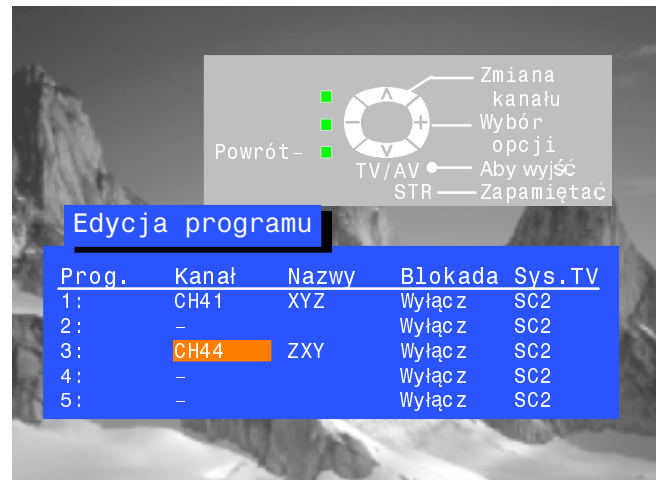 Zmiana
kanału
Wybór
opcji
Powrót–
TV/AV
Aby wyjść
STR
Zapamiętać
Edycja programu
Prog. Kanał Nazwy Blokada Sys.TV
1: CH41 XYZ Wyłącz SC2
2: – Wyłącz SC2
3: CH44 ZXY Wyłącz SC2
4: – Wyłącz SC2
5: – Wyłącz SC2